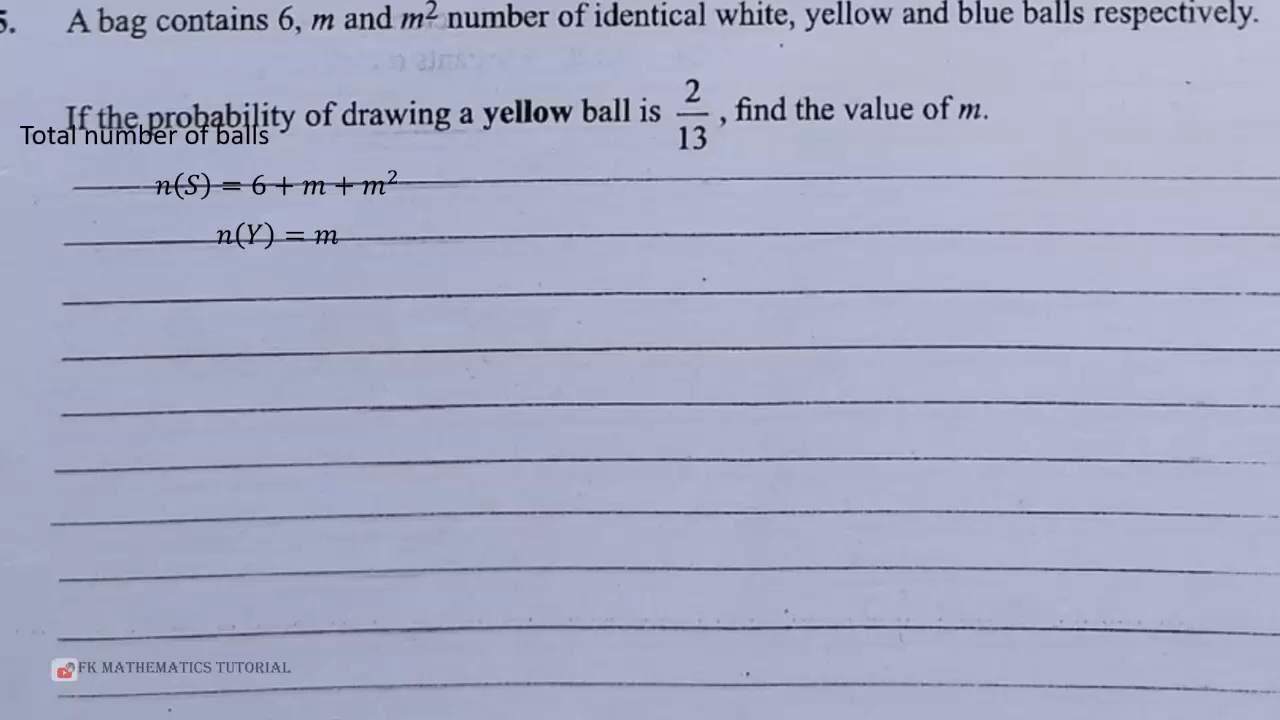 5. A bag contains 6, m and m² number of identical white, yellow and blue balls respectively.
If the probability of drawing a yellow ball is 2/13, find the value of m.
Total number of balls
n(S) = 6 + m + m²
n(Y) = m
FK MATHEMATICS TUTORIAL